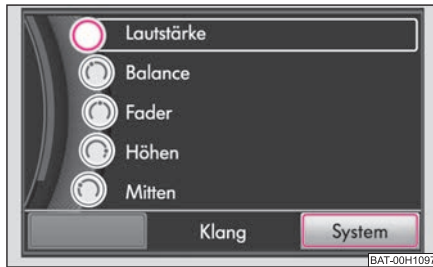 Lautstärke
Balance
Fader
Höhen
Mitten
Klang System
BAT-00H1097